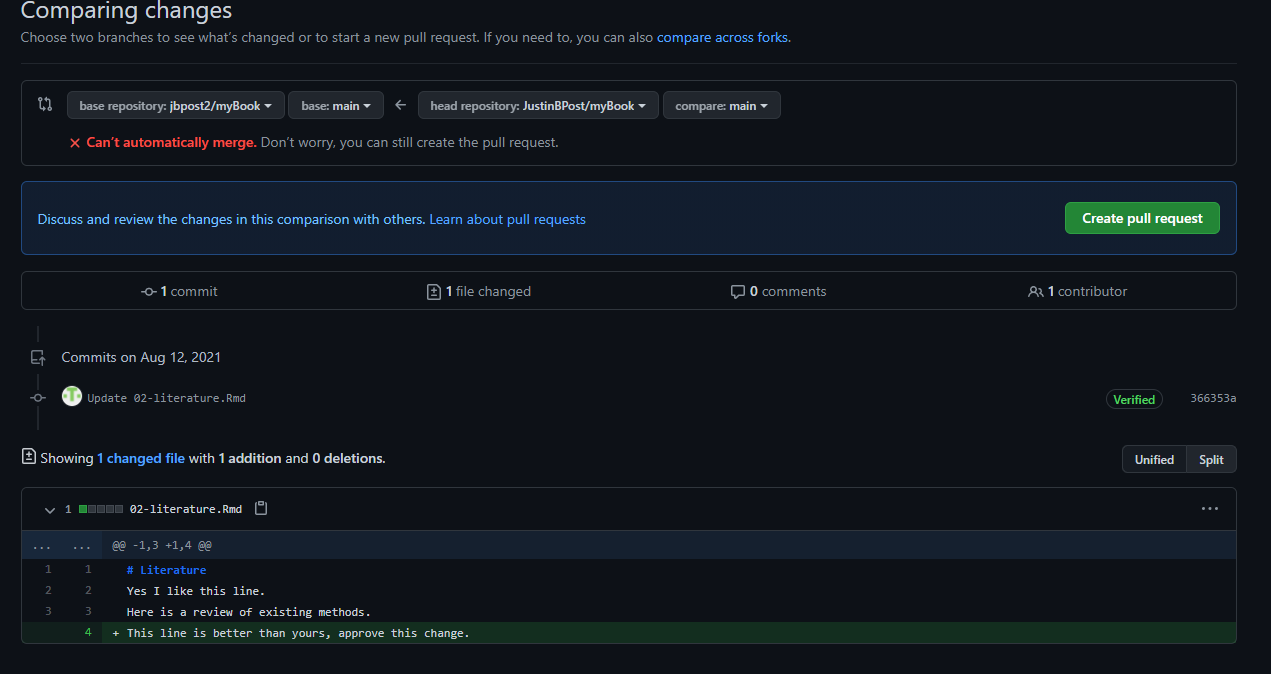 Comparing changes
Choose two branches to see what's changed or to start a new pull request. If you need to, you can also compare across forks.
base repository: jbpost2/myBook base: main head repository: JustinBPost/myBook compare: main
Can't automatically merge. Don't worry, you can still create the pull request.
Discuss and review the changes in this comparison with others. Learn about pull requests Create pull request
1 commit 1 file changed 0 comments 1 contributor
Commits on Aug 12, 2021
Update 02-literature.Rmd Verified 366353a
Showing 1 changed file with 1 addition and 0 deletions. Unified Split
1 02-literature.Rmd ...
... ... @@ -1,3 +1,4 @@
1 1 # Literature
2 2 Yes I like this line.
3 3 Here is a review of existing methods.
4 + This line is better than yours, approve this change.